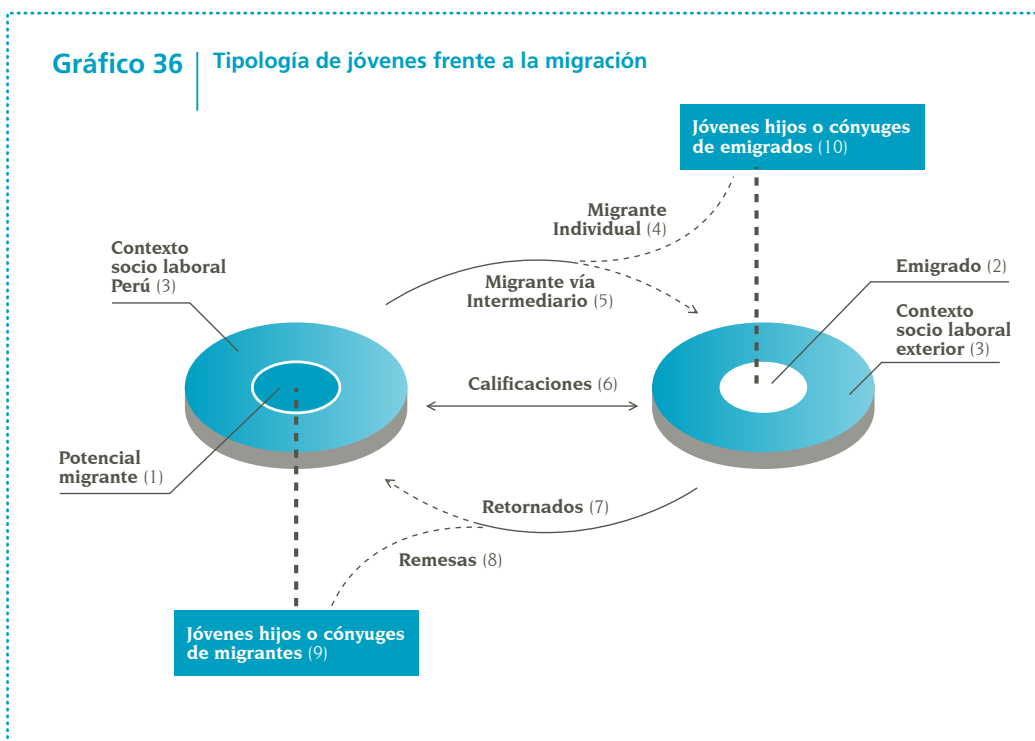 Gráfico 36
Tipología de jóvenes frente a la migración
Jóvenes hijos o cónyuges
de emigrados (10)
Migrante
Individual (4)
Contexto
socio laboral
Perú (3)
Migrante vía
Intermediario (5)
Emigrado (2)
Contexto
socio laboral
exterior (3)
Calificaciones (6)
Potencial
migrante (1)
Retornados (7)
Remesas (8)
Jóvenes hijos o cónyuges
de migrantes (9)